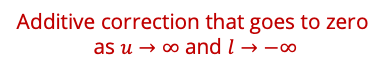 Additive correction that goes to zero
as 𝑢 → ∞ and 𝑙 → −∞